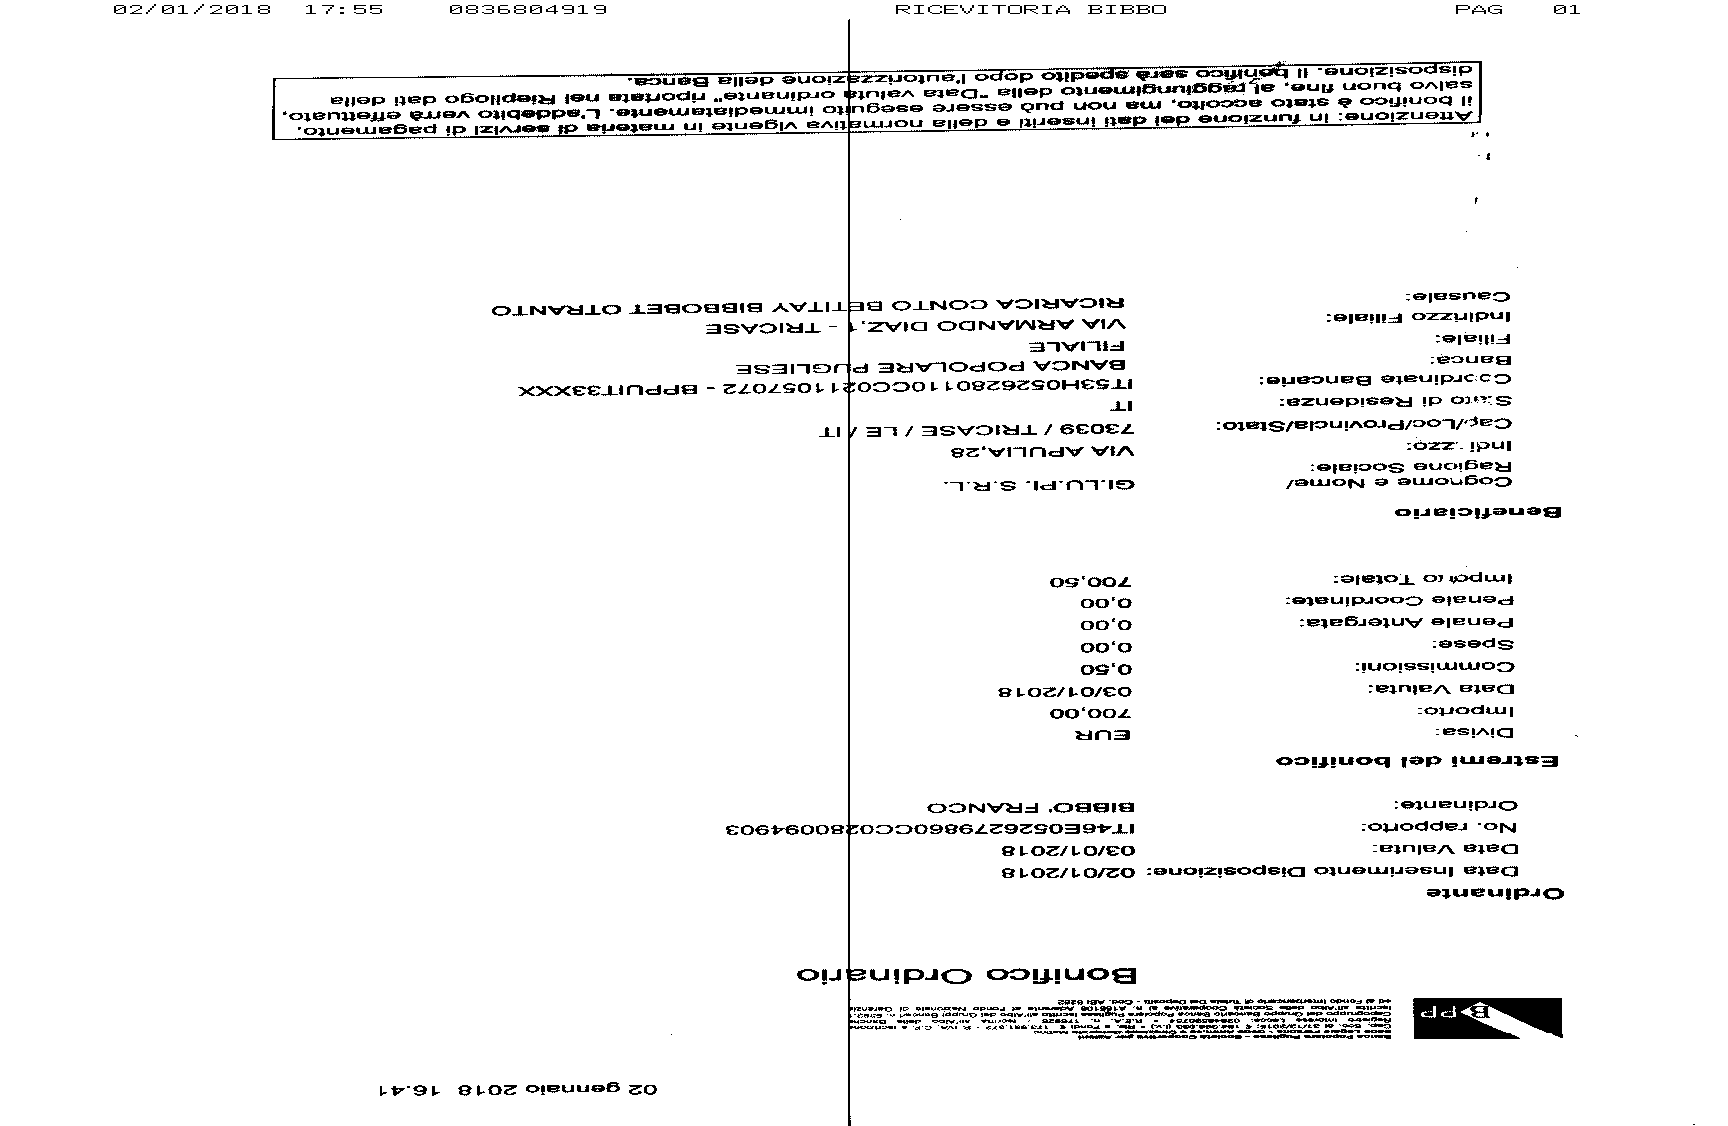 02/01/2018 17:55 0836804919 RICEVITORIA BIBBO PAG 01
02 gennaio 2018 16.41
Banca Popolare Pugliese - Società Cooperativa per Azioni
BPP
Bonifico Ordinario
Ordinante
Data Inserimento Disposizione: 02/01/2018
Data Valuta: 03/01/2018
No. rapporto: IT46E0526279860CC0280094903
Ordinante: BIBBO' FRANCO
Estremi del bonifico
Divisa: EUR
Importo: 700,00
Data Valuta: 03/01/2018
Commissioni: 0,50
Spese: 0,00
Penale Antergata: 0,00
Penale Coordinate: 0,00
Importo Totale: 700,50
Beneficiario
Cognome e Nome/ GI.LU.PI. S.R.L.
Ragione Sociale:
Indirizzo: VIA APULIA,28
Cap/Loc/Provincia/Stato: 73039 / TRICASE / LE / IT
Stato di Residenza: IT
Coordinate Bancarie: IT53H0526280110CC0211057072 - BPPUIT33XXX
Banca: BANCA POPOLARE PUGLIESE
Filiale: FILIALE
Indirizzo Filiale: VIA ARMANDO DIAZ,1 - TRICASE
Causale: RICARICA CONTO BETITAY BIBBOBET OTRANTO
Attenzione: in funzione dei dati inseriti e della normativa vigente in materia di servizi di pagamento,
il bonifico è stato accolto, ma non può essere eseguito immediatamente. L'addebito verrà effettuato,
salvo buon fine, al raggiungimento della "Data valuta ordinante" riportata nel Riepilogo dati della
disposizione. Il bonifico sarà spedito dopo l'autorizzazione della Banca.